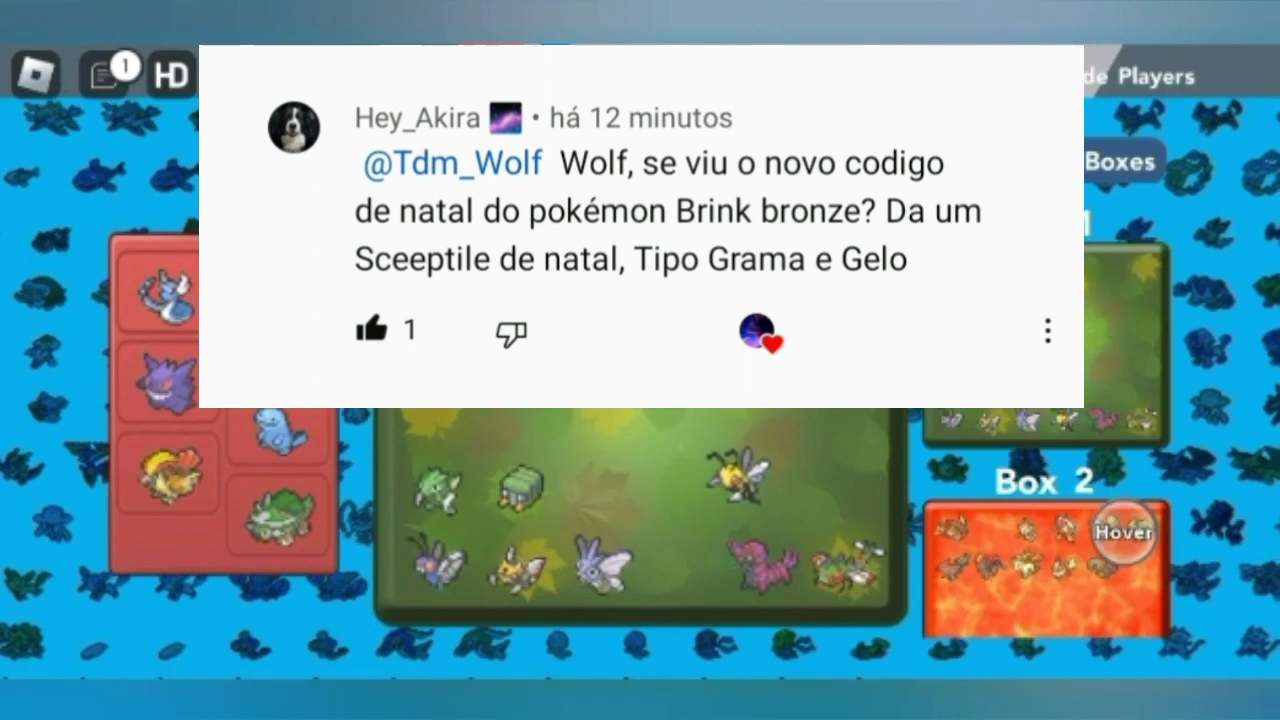 1
HD
de Players
Boxes
Hey_Akira • há 12 minutos
@Tdm_Wolf Wolf, se viu o novo codigo
de natal do pokémon Brink bronze? Da um
Sceeptile de natal, Tipo Grama e Gelo
1
Box 2
Hover